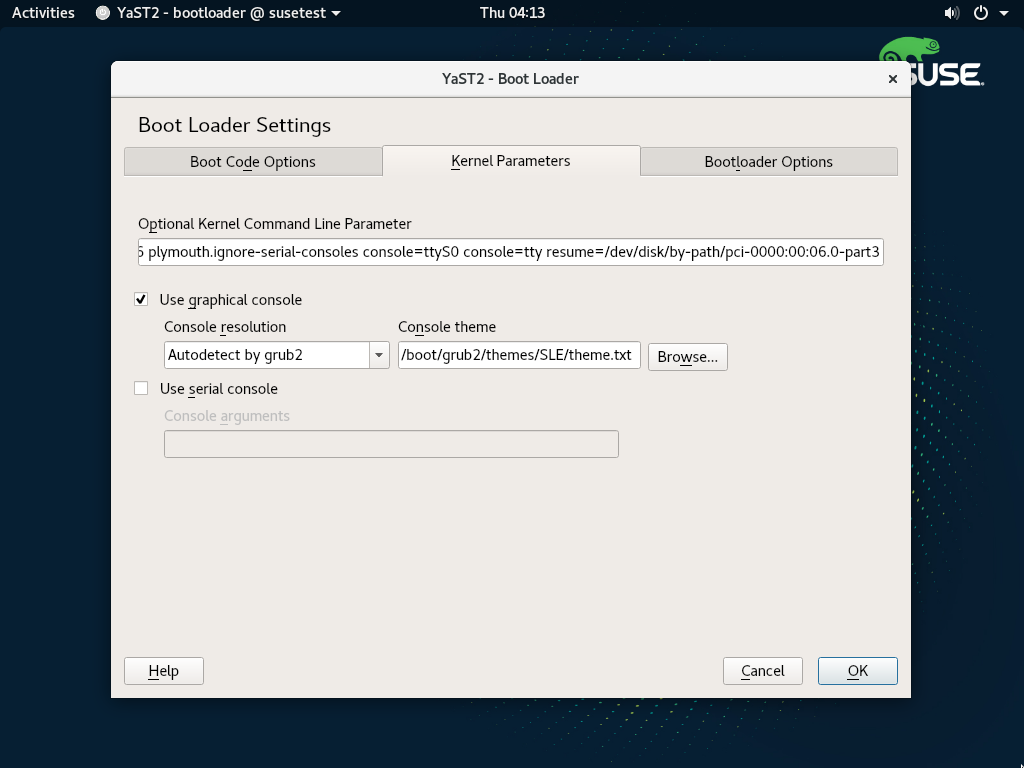 Activities YaST2 - bootloader @ susetest Thu 04:13
SUSE.
YaST2 - Boot Loader
Boot Loader Settings
Boot Code Options Kernel Parameters Bootloader Options
Optional Kernel Command Line Parameter
plymouth.ignore-serial-consoles console=ttyS0 console=tty resume=/dev/disk/by-path/pci-0000:00:06.0-part3
Use graphical console
Console resolution Console theme
Autodetect by grub2 /boot/grub2/themes/SLE/theme.txt Browse...
Use serial console
Console arguments
Help Cancel OK